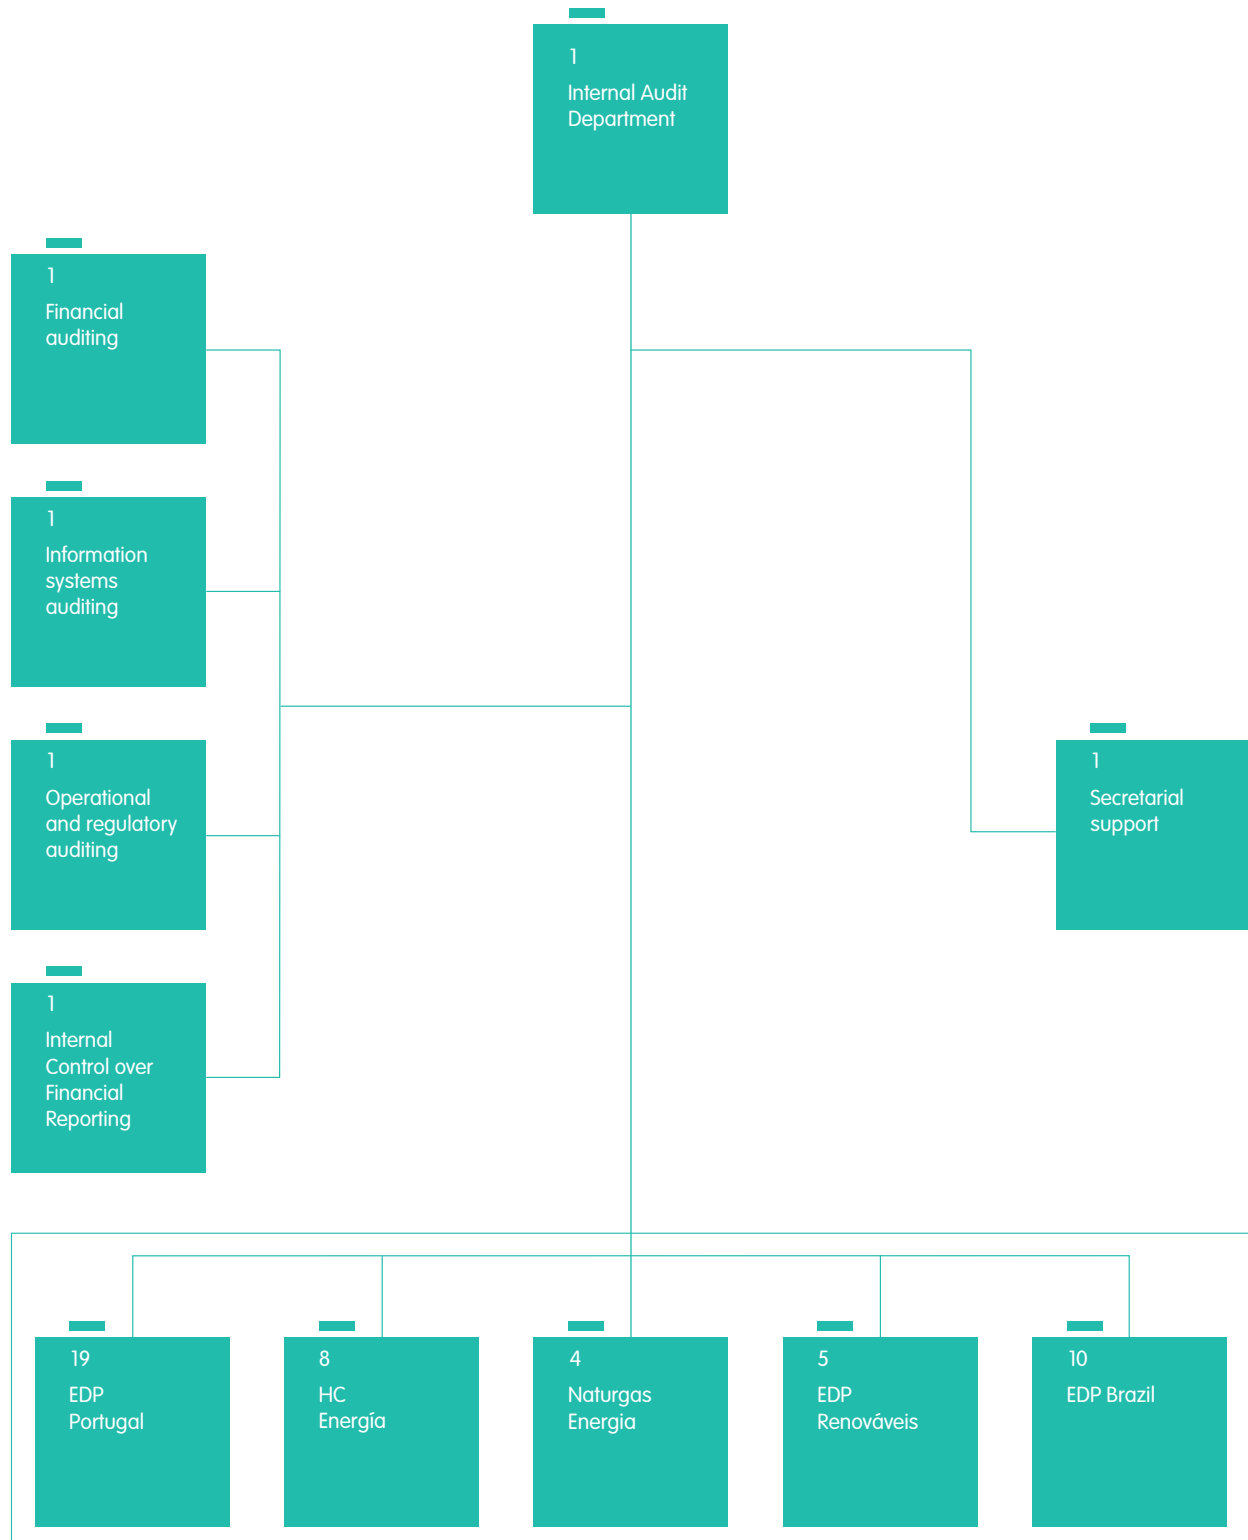 1
Internal Audit
Department
1
Financial
auditing
1
Information
systems
auditing
1
Operational
and regulatory
auditing
1
Secretarial
support
1
Internal
Control over
Financial
Reporting
19
EDP
Portugal
8
HC
Energía
4
Naturgas
Energia
5
EDP
Renováveis
10
EDP Brazil